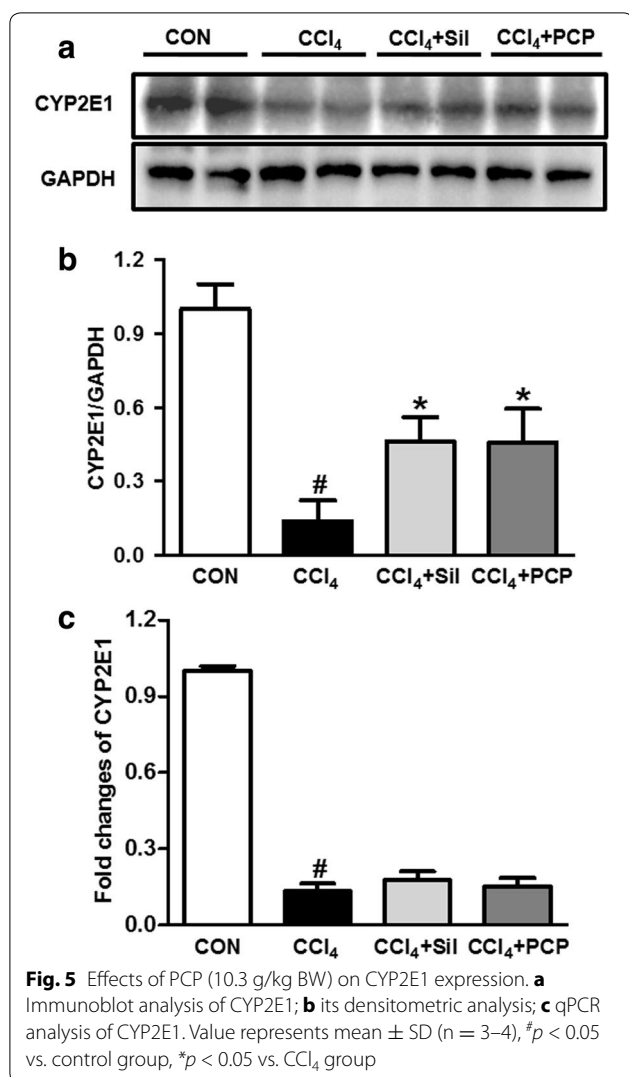 a
CON CCl₄ CCl₄+Sil CCl₄+PCP
CYP2E1
GAPDH
b
CYP2E1/GAPDH
1.2
0.9
0.6
0.3
0.0
#
*
*
CON CCl₄ CCl₄+Sil CCl₄+PCP
c
Fold changes of CYP2E1
1.2
0.9
0.6
0.3
0.0
#
CON CCl₄ CCl₄+Sil CCl₄+PCP
Fig. 5 Effects of PCP (10.3 g/kg BW) on CYP2E1 expression. a
Immunoblot analysis of CYP2E1; b its densitometric analysis; c qPCR
analysis of CYP2E1. Value represents mean ± SD (n = 3–4), #p < 0.05
vs. control group, *p < 0.05 vs. CCl₄ group